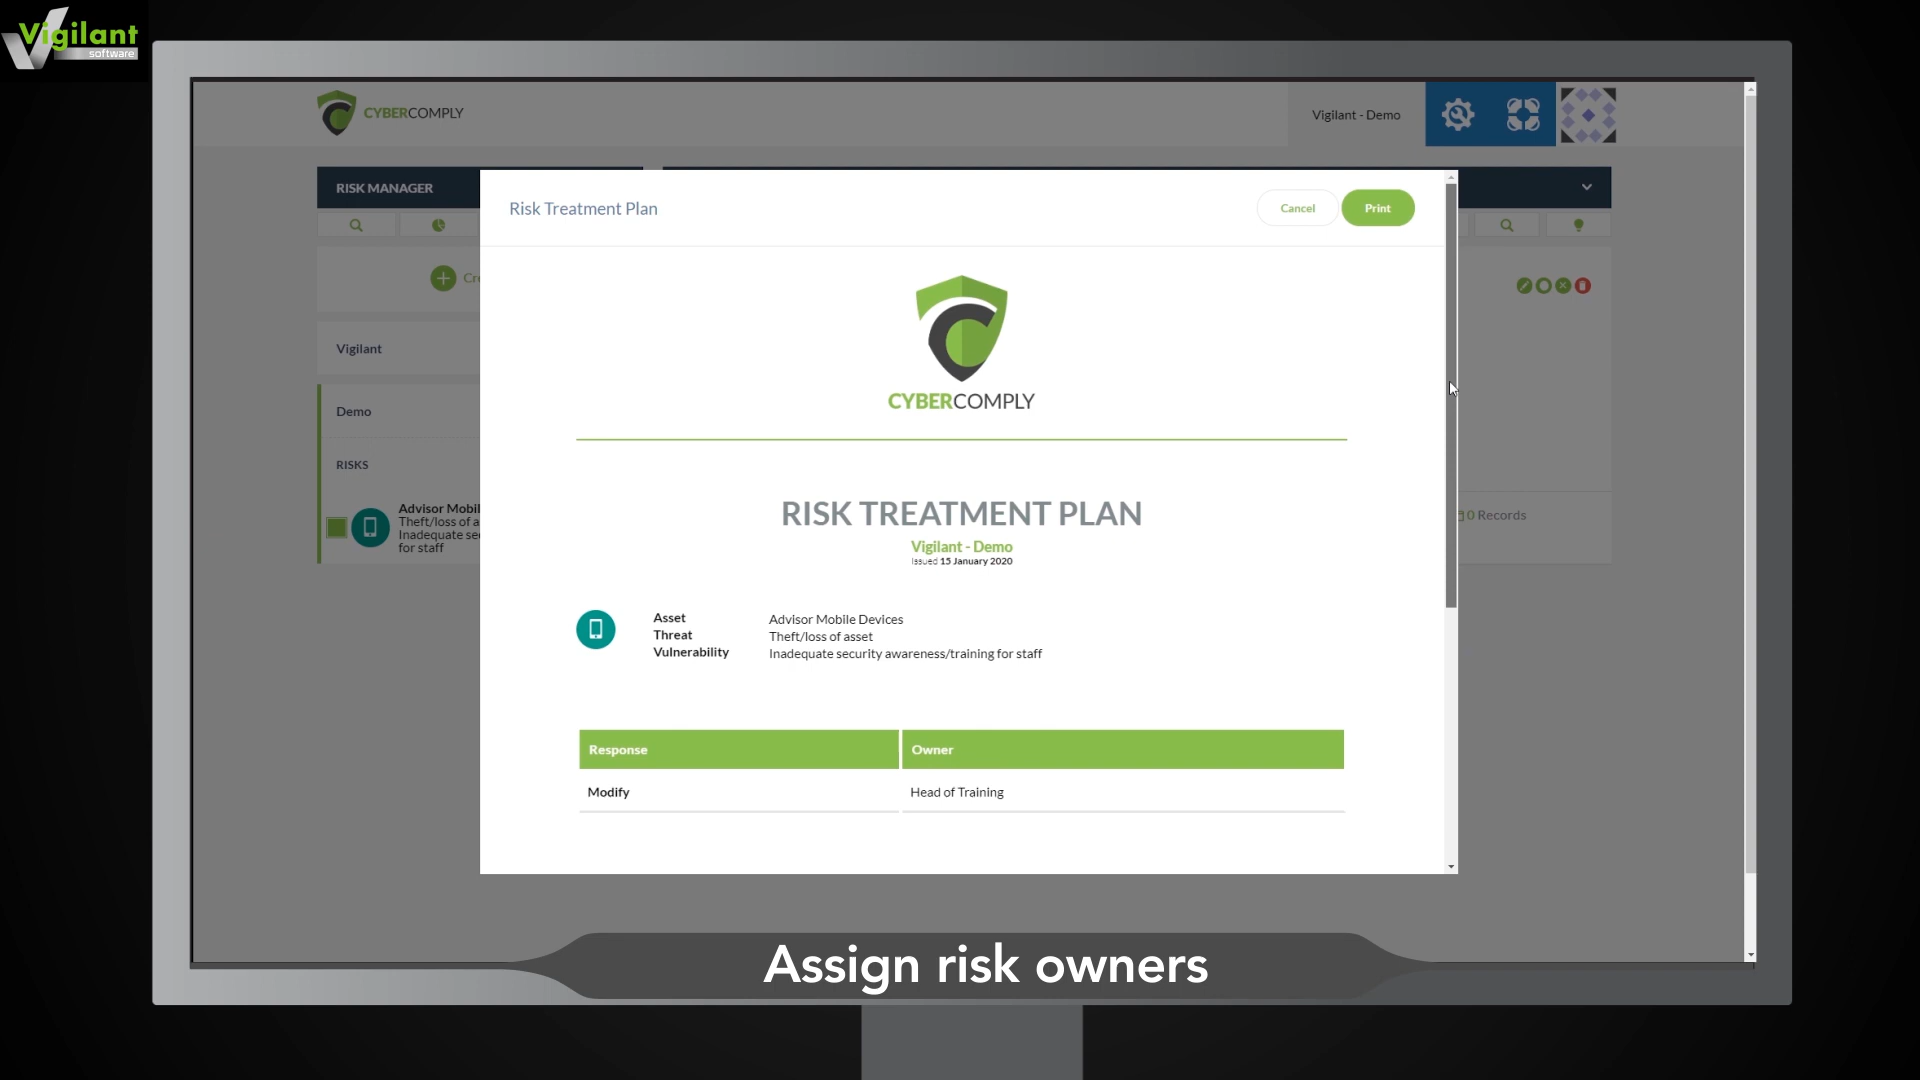 Vigilant
software
CYBERCOMPLY
Vigilant - Demo
RISK MANAGER
Risk Treatment Plan
Cancel
Print
Vigilant
Demo
RISKS
Advisor Mobil
Theft/loss of a
Inadequate se
for staff
0 Records
CYBERCOMPLY
RISK TREATMENT PLAN
Vigilant - Demo
Issued 15 January 2020
Asset Advisor Mobile Devices
Threat Theft/loss of asset
Vulnerability Inadequate security awareness/training for staff
Response Owner
Modify Head of Training
Assign risk owners